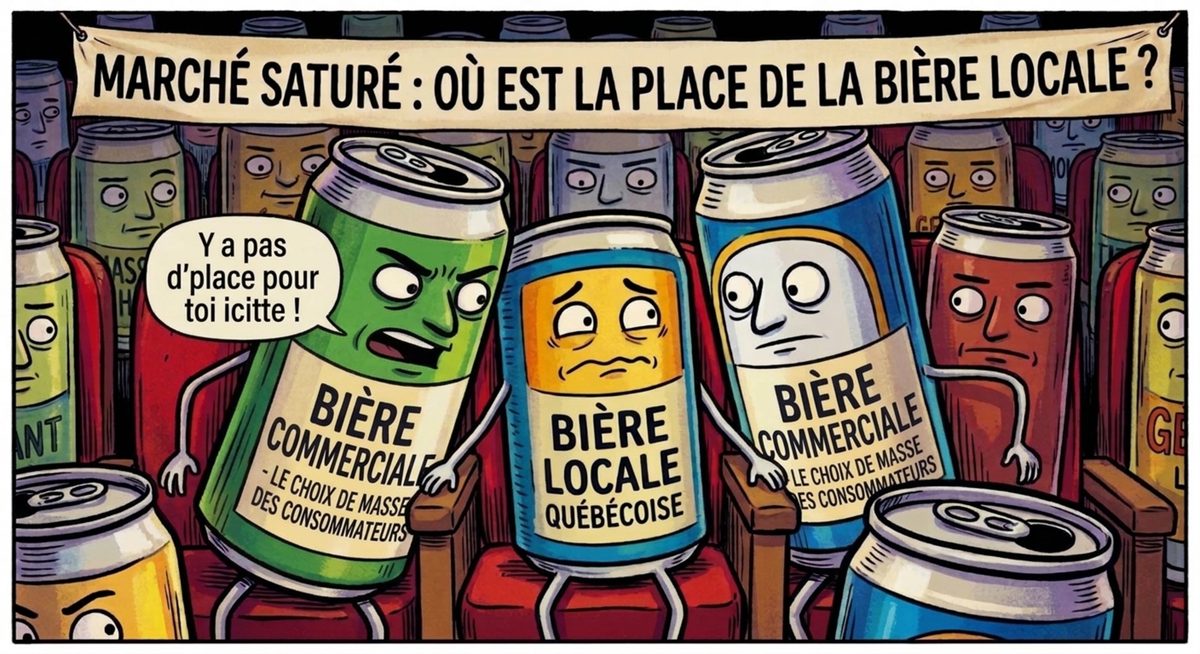 MARCHÉ SATURÉ : OÙ EST LA PLACE DE LA BIÈRE LOCALE ?
Y a pas
d'place pour
toi icitte !
BIÈRE
COMMERCIALE
- LE CHOIX DE MASSE
DES CONSOMMATEURS
BIÈRE
LOCALE
QUÉBÉCOISE
BIÈRE
COMMERCIALE
- LE CHOIX DE MASSE
DES CONSOMMATEURS